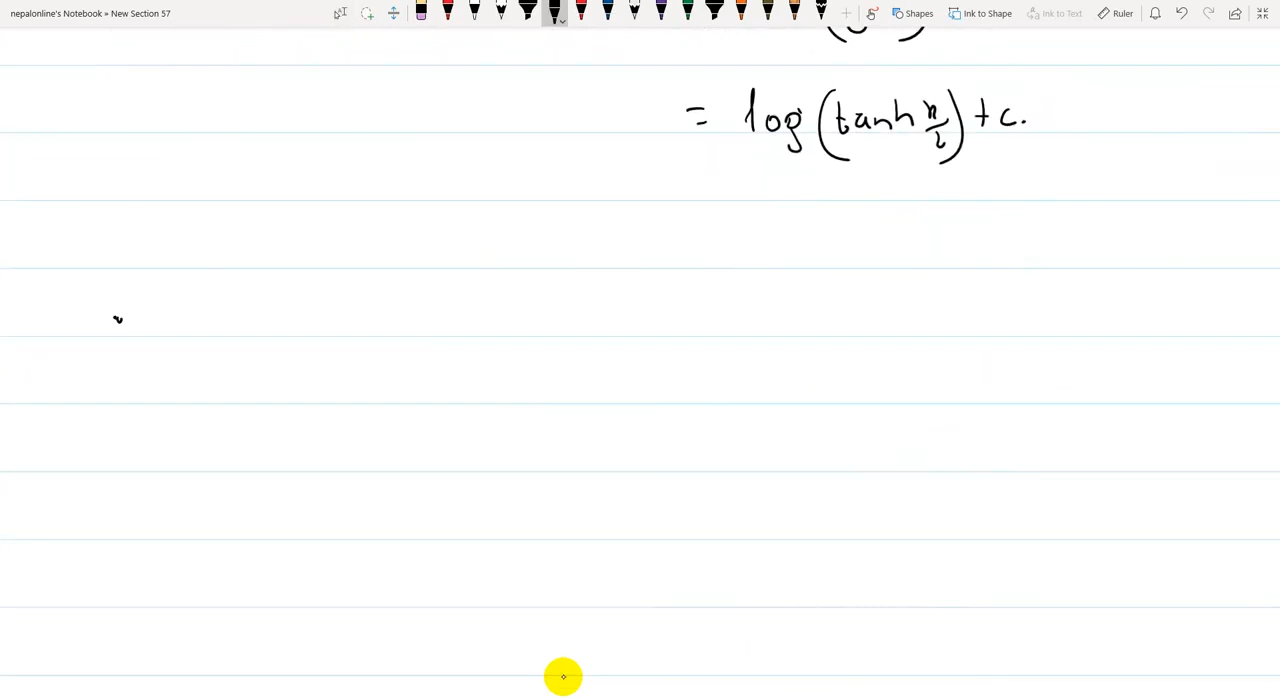 nepalonline's Notebook » New Section 57
Shapes
Ink to Shape
Ink to Text
Ruler
= log(tanh x/2) + c.